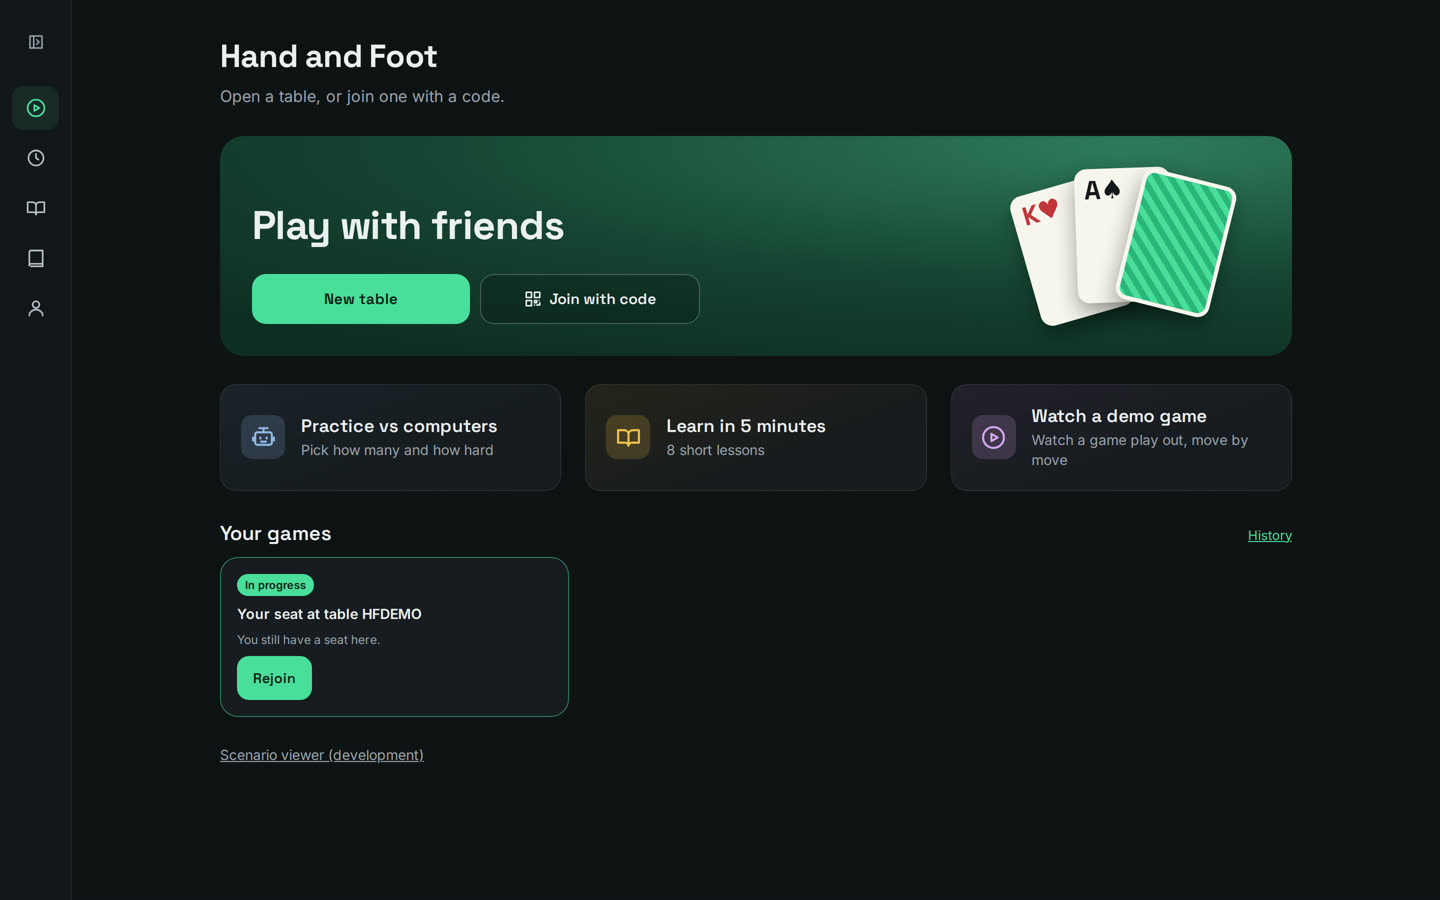 Hand and Foot
Open a table, or join one with a code.
Play with friends
New table
Join with code
K♥
A♠
Practice vs computers
Pick how many and how hard
Learn in 5 minutes
8 short lessons
Watch a demo game
Watch a game play out, move by
move
Your games
History
In progress
Your seat at table HFDEMO
You still have a seat here.
Rejoin
Scenario viewer (development)